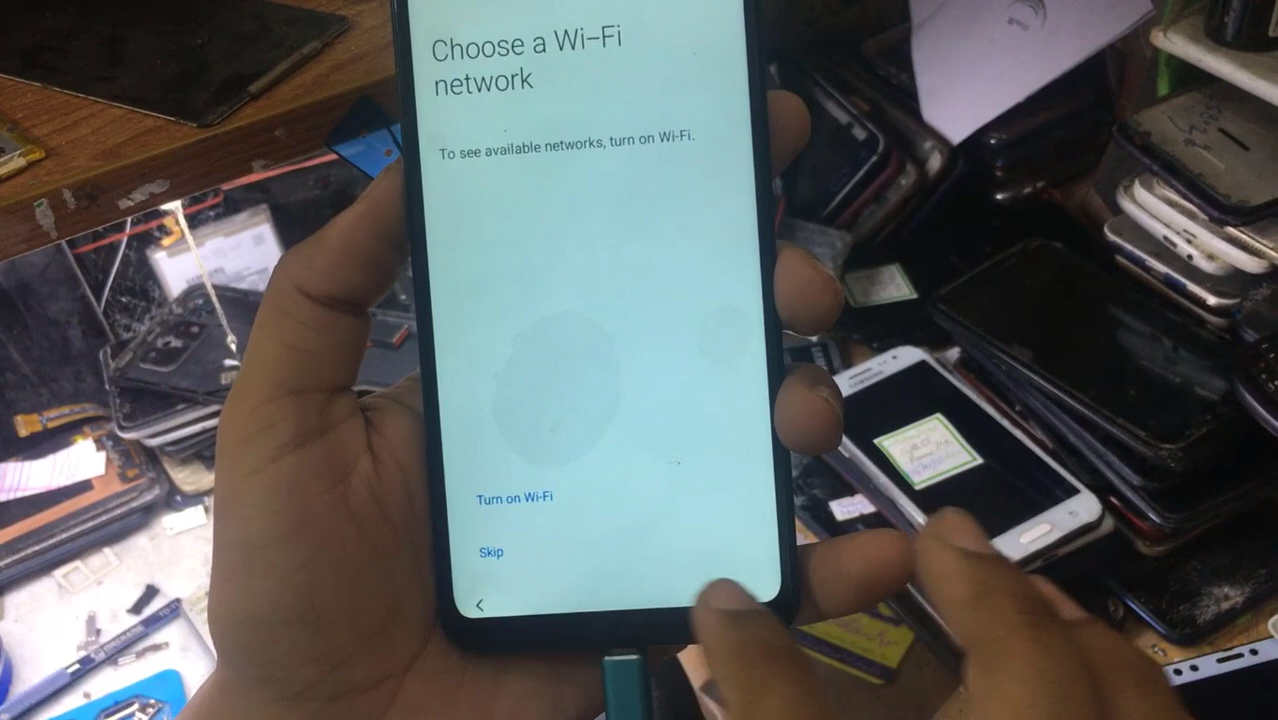 Choose a Wi-Fi
network
To see available networks, turn on Wi-Fi.
Turn on Wi-Fi
Skip
SAMSUNG